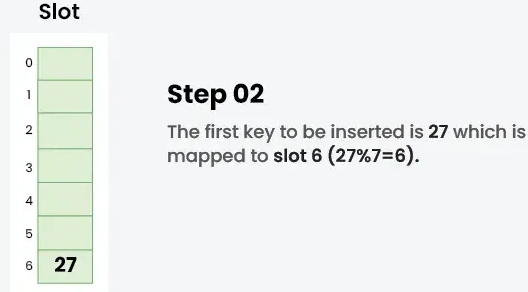 Slot
0
1
2
3
4
5
6 27
Step 02
The first key to be inserted is 27 which is
mapped to slot 6 (27%7=6).